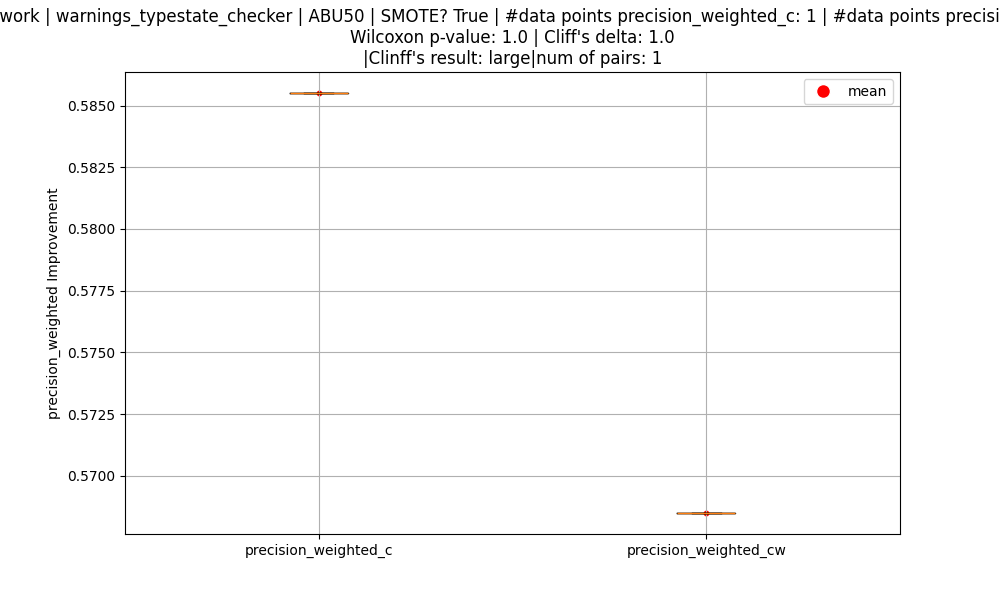 work | warnings_typestate_checker | ABU50 | SMOTE? True | #data points precision_weighted_c: 1 | #data points precisi
Wilcoxon p-value: 1.0 | Cliff's delta: 1.0
|Clinff's result: large|num of pairs: 1
mean
0.5850
0.5825
0.5800
0.5775
0.5750
0.5725
0.5700
precision_weighted Improvement
precision_weighted_c
precision_weighted_cw